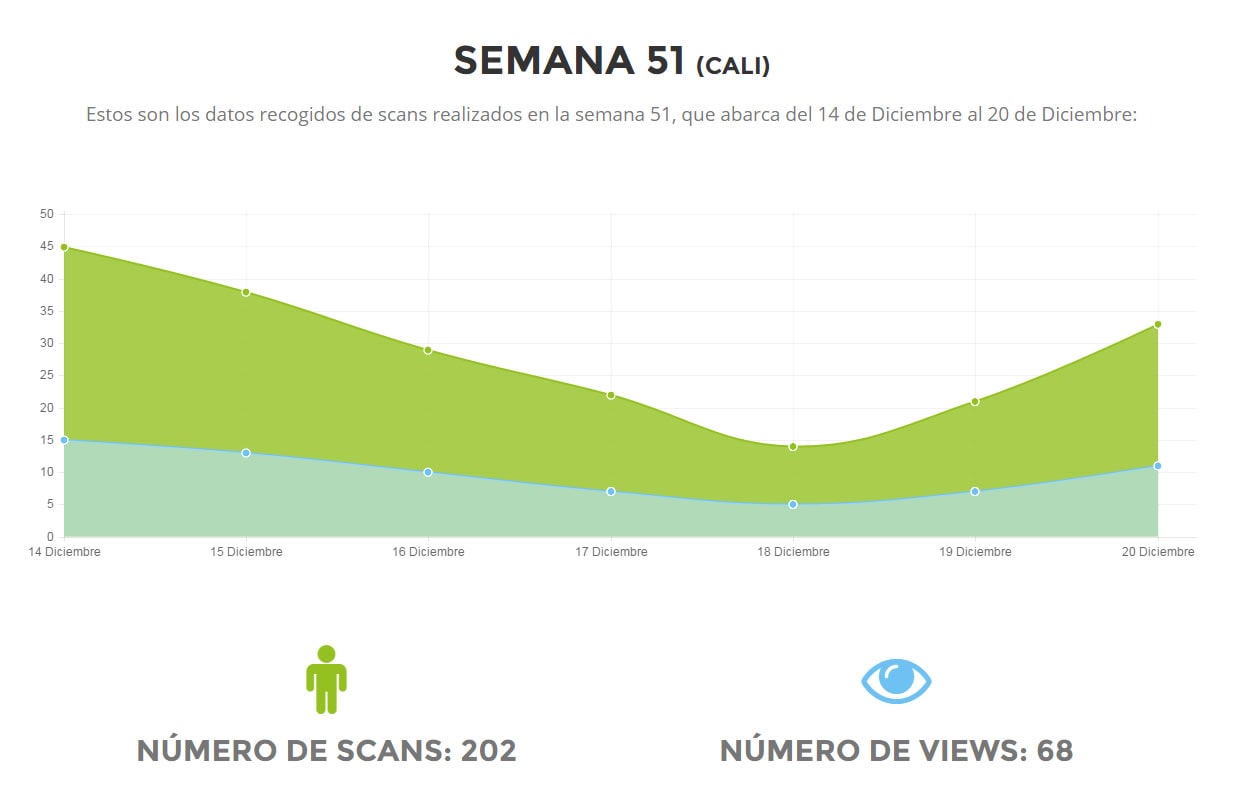 SEMANA 51 (CALI)
Estos son los datos recogidos de scans realizados en la semana 51, que abarca del 14 de Diciembre al 20 de Diciembre:
50
45
40
35
30
25
20
15
10
5
0
14 Diciembre 15 Diciembre 16 Diciembre 17 Diciembre 18 Diciembre 19 Diciembre 20 Diciembre
NÚMERO DE SCANS: 202 NÚMERO DE VIEWS: 68